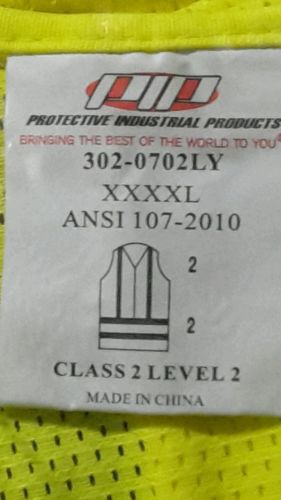 PIP
PROTECTIVE INDUSTRIAL PRODUCTS
BRINGING THE BEST OF THE WORLD TO YOU®
302-0702LY
XXXXL
ANSI 107-2010
2
2
CLASS 2 LEVEL 2
MADE IN CHINA